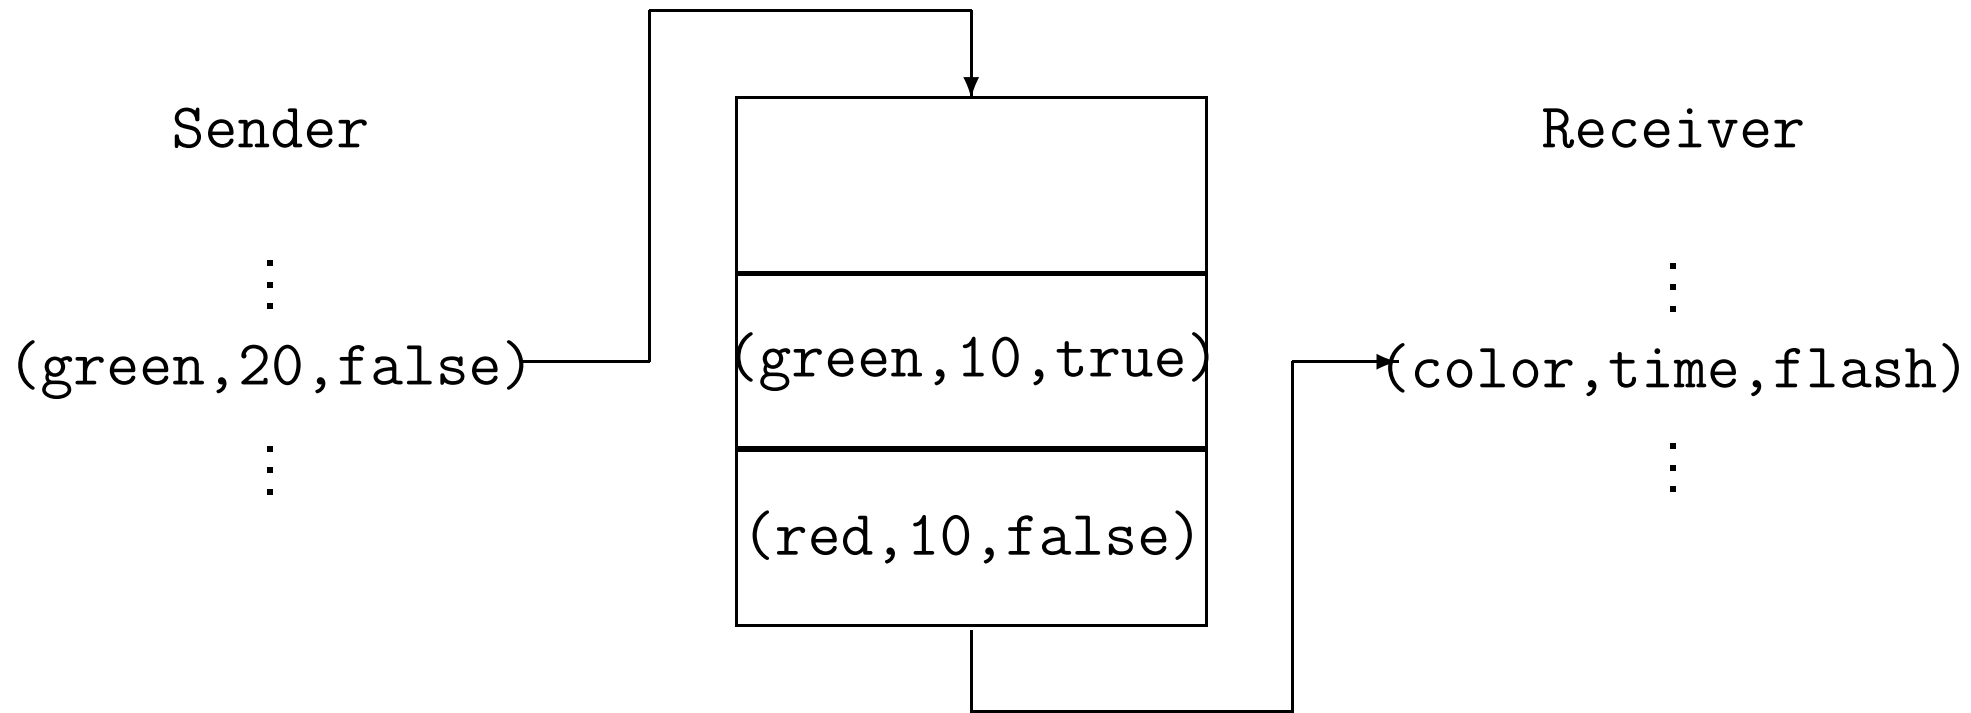 Sender
(green,20,false)
(green,10,true)
(red,10,false)
Receiver
(color,time,flash)